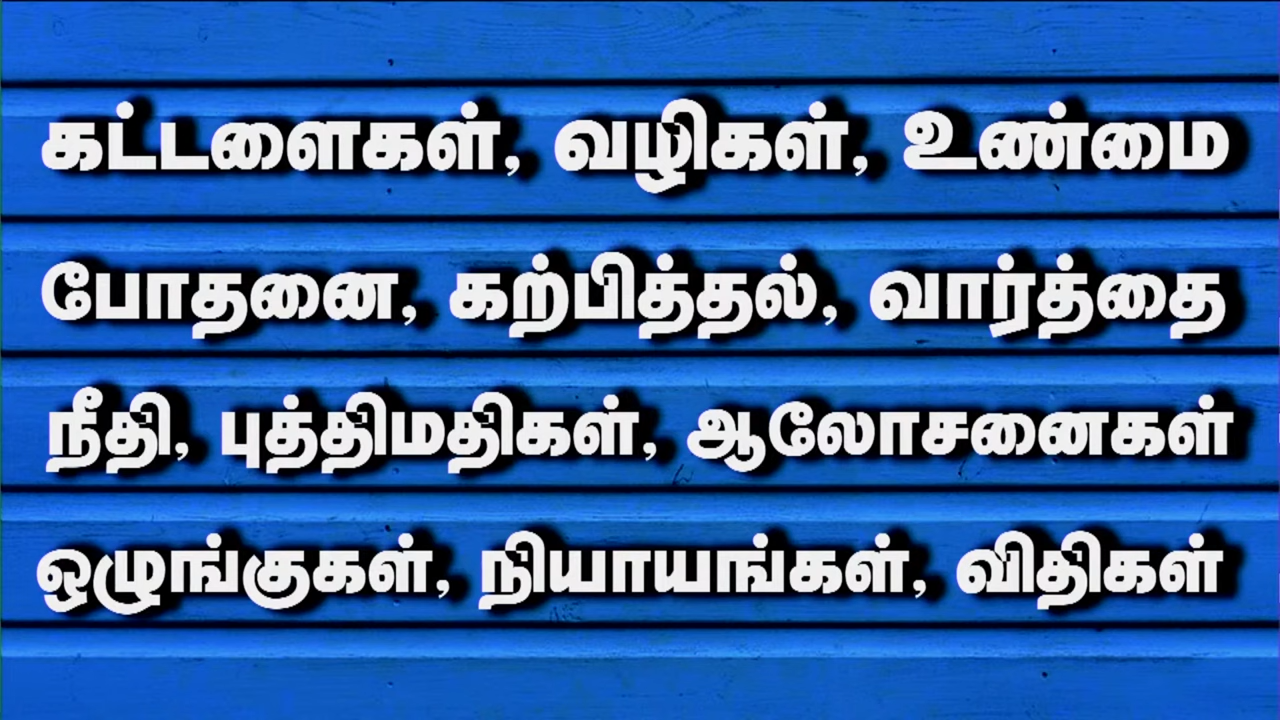 கட்டளைகள், வழிகள், உண்மை
போதனை, கற்பித்தல், வார்த்தை
நீதி, புத்திமதிகள், ஆலோசனைகள்
ஒழுங்குகள், நியாயங்கள், விதிகள்